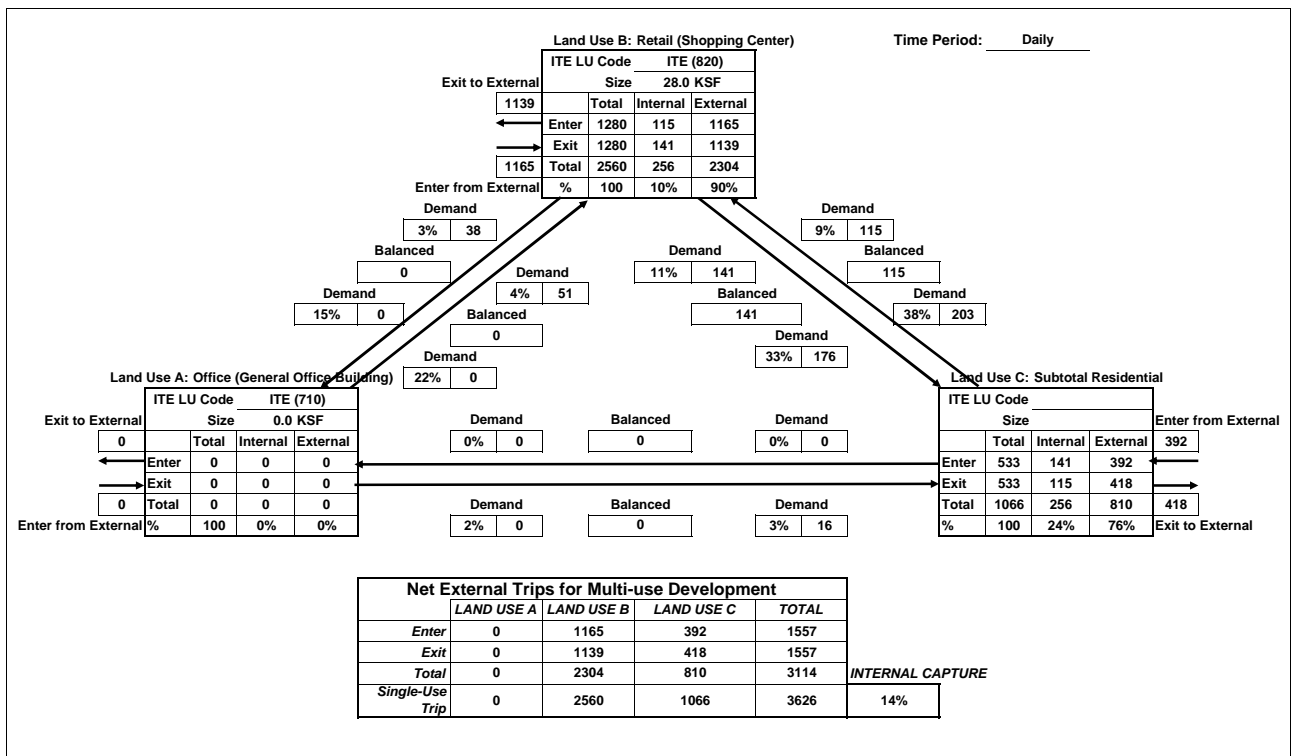 Land Use B: Retail (Shopping Center)
Time Period: Daily
ITE LU Code ITE (820)
Exit to External Size 28.0 KSF
1139 Total Internal External
Enter 1280 115 1165
Exit 1280 141 1139
1165 Total 2560 256 2304
Enter from External % 100 10% 90%
Demand
3% 38
Balanced
0
Demand
15% 0
Demand
4% 51
Balanced
0
Demand
22% 0
Demand
11% 141
Balanced
141
Demand
33% 176
Demand
9% 115
Balanced
115
Demand
38% 203
Land Use A: Office (General Office Building)
ITE LU Code ITE (710)
Exit to External Size 0.0 KSF
0 Total Internal External
Enter 0 0 0
Exit 0 0 0
0 Total 0 0 0
Enter from External % 100 0% 0%
Demand Balanced Demand
0% 0 0 0% 0
Demand Balanced Demand
2% 0 0 3% 16
Land Use C: Subtotal Residential
ITE LU Code
Size Enter from External
Total Internal External 392
Enter 533 141 392
Exit 533 115 418
Total 1066 256 810 418
% 100 24% 76% Exit to External
Net External Trips for Multi-use Development
LAND USE A LAND USE B LAND USE C TOTAL
Enter 0 1165 392 1557
Exit 0 1139 418 1557
Total 0 2304 810 3114 INTERNAL CAPTURE
Single-Use
Trip 0 2560 1066 3626 14%